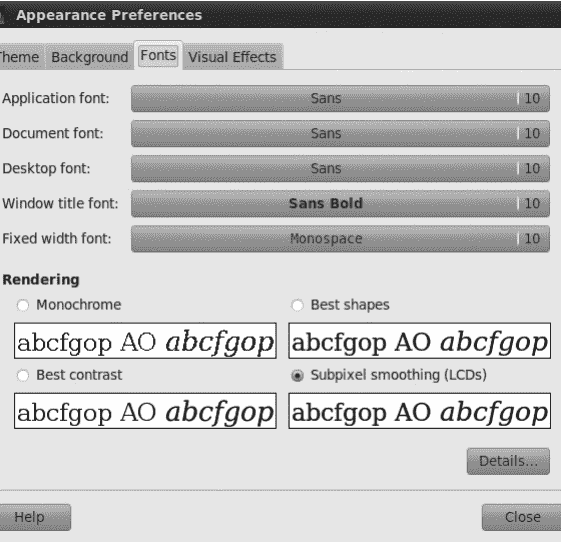 Appearance Preferences
Theme Background Fonts Visual Effects
Application font: Sans 10
Document font: Sans 10
Desktop font: Sans 10
Window title font: Sans Bold 10
Fixed width font: Monospace 10
Rendering
Monochrome Best shapes
abcfgop AO abcfgop abcfgop AO abcfgop
Best contrast Subpixel smoothing (LCDs)
abcfgop AO abcfgop abcfgop AO abcfgop
Details...
Help Close